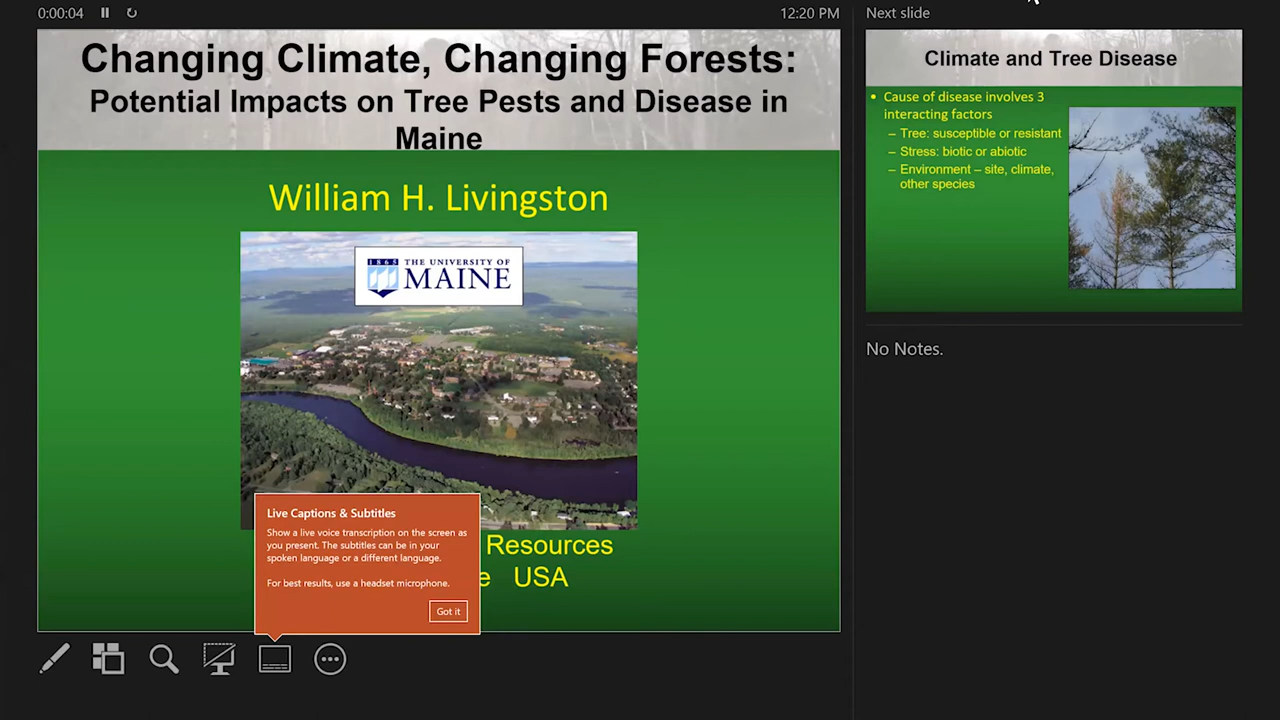 0:00:04
12:20 PM
Next slide
Changing Climate, Changing Forests:
Potential Impacts on Tree Pests and Disease in
Maine
William H. Livingston
1865 THE UNIVERSITY OF
MAINE
Live Captions & Subtitles
Show a live voice transcription on the screen as
you present. The subtitles can be in your
spoken language or a different language.
For best results, use a headset microphone.
Got it
Resources
e USA
Climate and Tree Disease
• Cause of disease involves 3
interacting factors
– Tree: susceptible or resistant
– Stress: biotic or abiotic
– Environment – site, climate,
other species
No Notes.